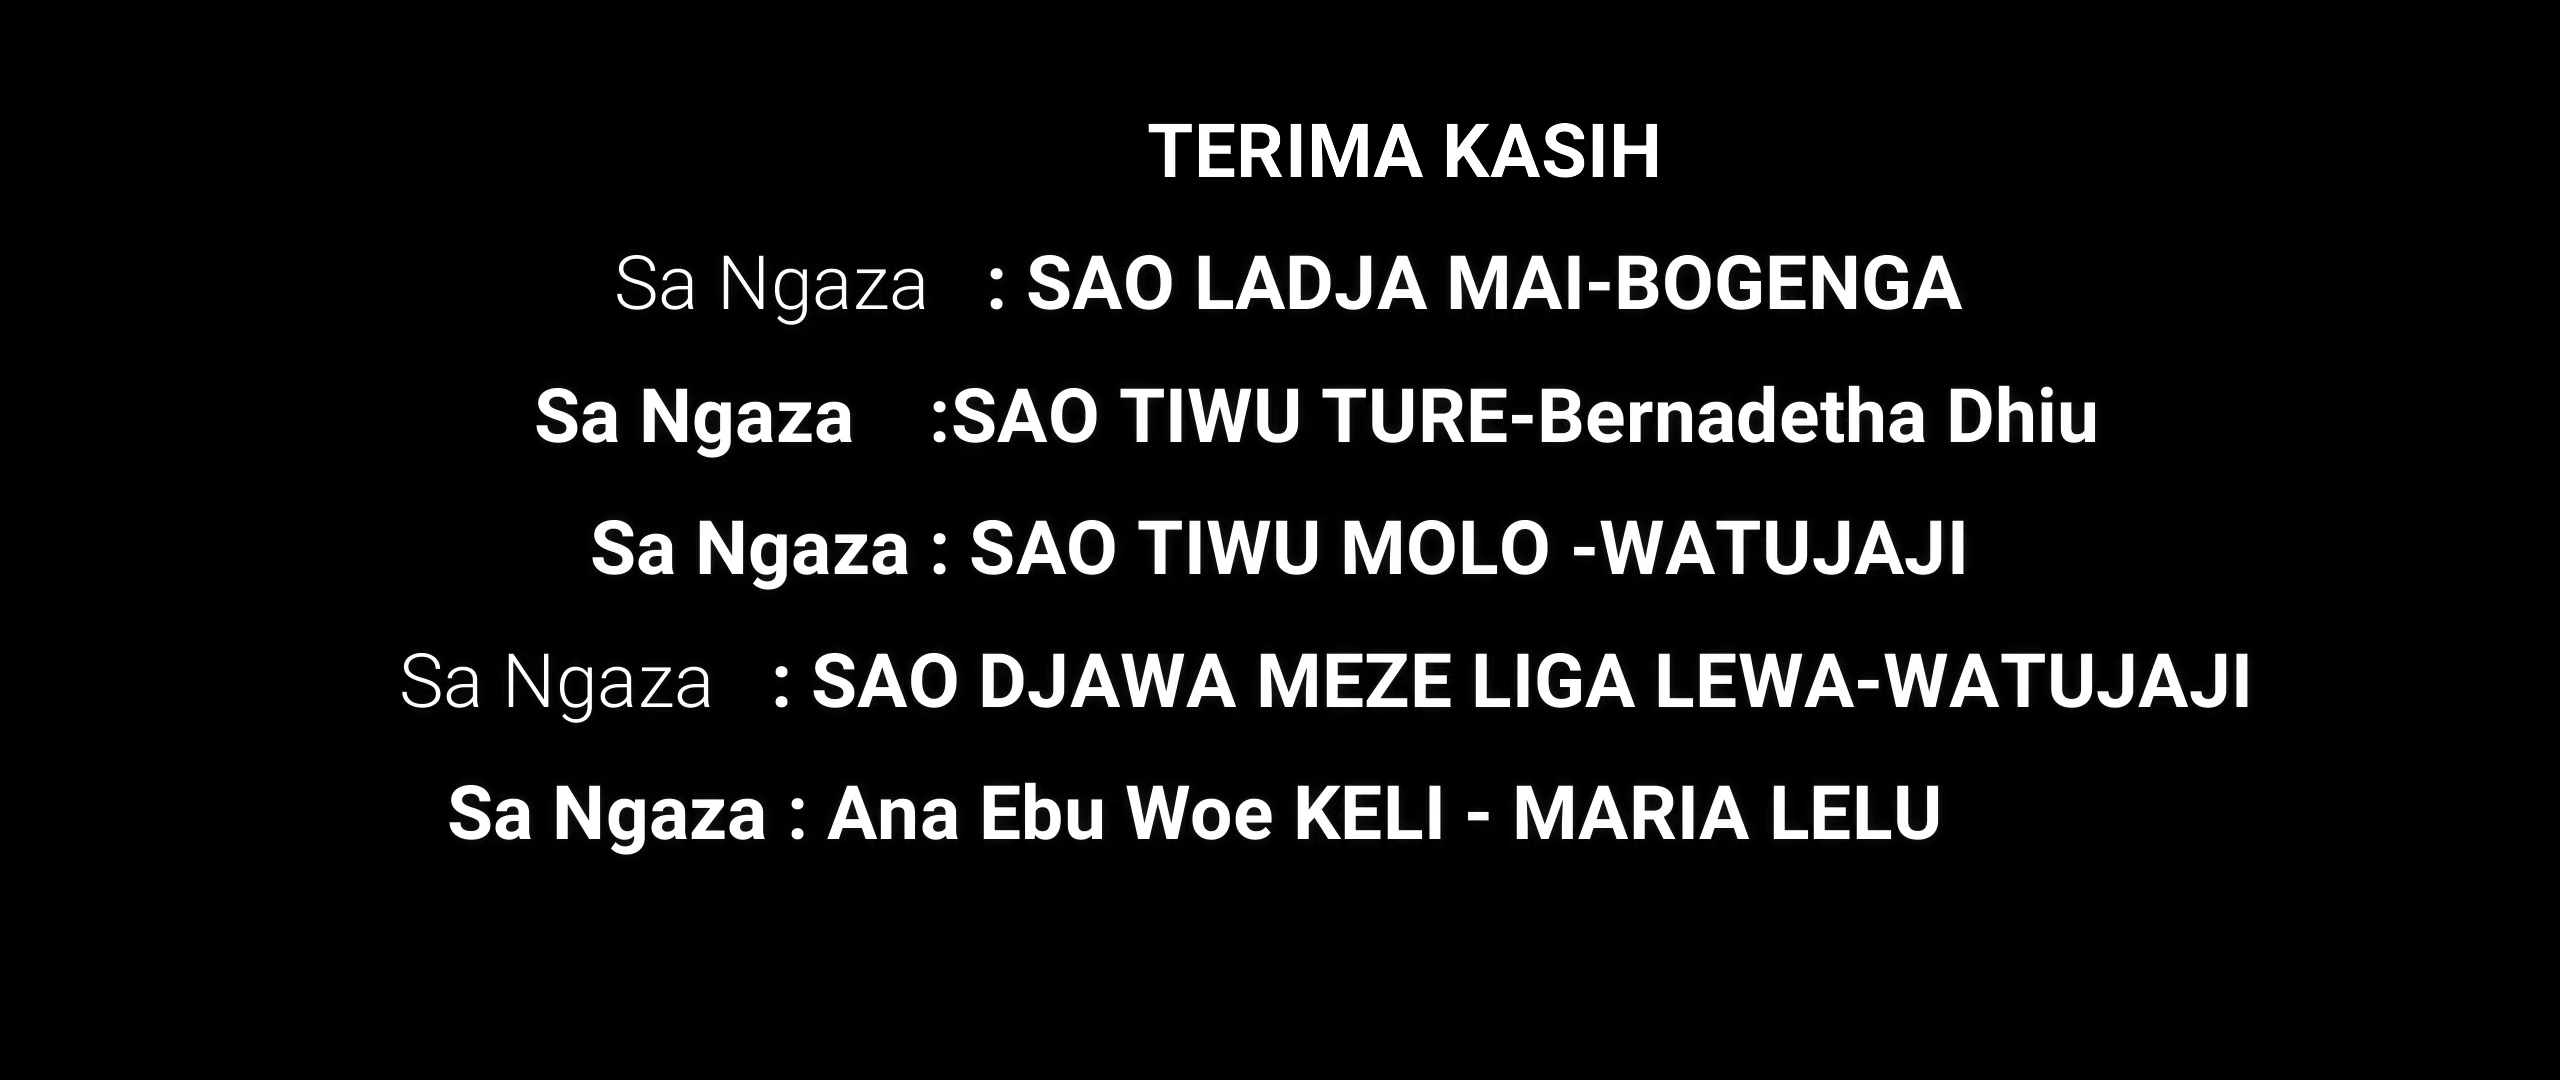 TERIMA KASIH
Sa Ngaza : SAO LADJA MAI-BOGENGA
Sa Ngaza :SAO TIWU TURE-Bernadetha Dhiu
Sa Ngaza : SAO TIWU MOLO -WATUJAJI
Sa Ngaza : SAO DJAWA MEZE LIGA LEWA-WATUJAJI
Sa Ngaza : Ana Ebu Woe KELI - MARIA LELU